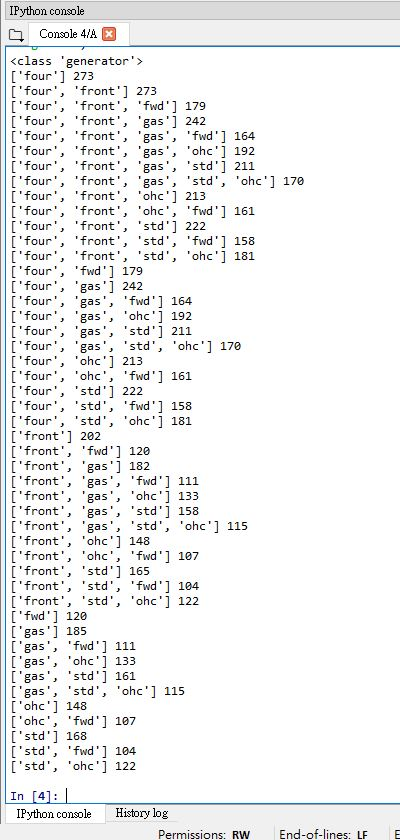 IPython console
Console 4/A
<class 'generator'>
['four'] 273
['four', 'front'] 273
['four', 'front', 'fwd'] 179
['four', 'front', 'gas'] 242
['four', 'front', 'gas', 'fwd'] 164
['four', 'front', 'gas', 'ohc'] 192
['four', 'front', 'gas', 'std'] 211
['four', 'front', 'gas', 'std', 'ohc'] 170
['four', 'front', 'ohc'] 213
['four', 'front', 'ohc', 'fwd'] 161
['four', 'front', 'std'] 222
['four', 'front', 'std', 'fwd'] 158
['four', 'front', 'std', 'ohc'] 181
['four', 'fwd'] 179
['four', 'gas'] 242
['four', 'gas', 'fwd'] 164
['four', 'gas', 'ohc'] 192
['four', 'gas', 'std'] 211
['four', 'gas', 'std', 'ohc'] 170
['four', 'ohc'] 213
['four', 'ohc', 'fwd'] 161
['four', 'std'] 222
['four', 'std', 'fwd'] 158
['four', 'std', 'ohc'] 181
['front'] 202
['front', 'fwd'] 120
['front', 'gas'] 182
['front', 'gas', 'fwd'] 111
['front', 'gas', 'ohc'] 133
['front', 'gas', 'std'] 158
['front', 'gas', 'std', 'ohc'] 115
['front', 'ohc'] 148
['front', 'ohc', 'fwd'] 107
['front', 'std'] 165
['front', 'std', 'fwd'] 104
['front', 'std', 'ohc'] 122
['fwd'] 120
['gas'] 185
['gas', 'fwd'] 111
['gas', 'ohc'] 133
['gas', 'std'] 161
['gas', 'std', 'ohc'] 115
['ohc'] 148
['ohc', 'fwd'] 107
['std'] 168
['std', 'fwd'] 104
['std', 'ohc'] 122
In [4]:
IPython console History log
Permissions: RW End-of-lines: LF E